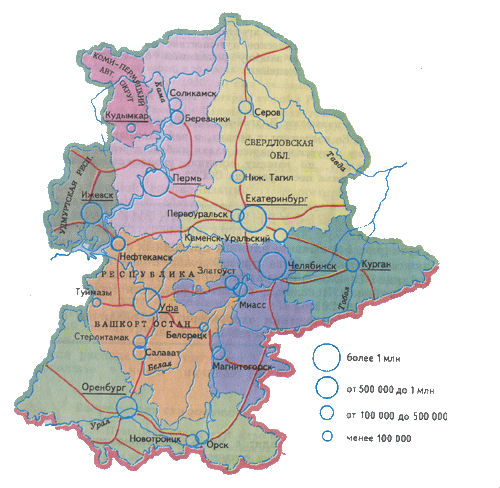 КОМИ-ПЕРМЯЦКИЙ
АВТ.
ОКРУГ
Кама
Соликамск
Березники
Кудымкар
Серов
СВЕРДЛОВСКАЯ
ОБЛ.
Тавда
УДМУРТСКАЯ РЕСП.
Ижевск
Пермь
Ниж. Тагил
Екатеринбург
Первоуральск
Каменск-Уральский
Нефтекамск
РЕСПУБЛИКА
Златоуст
Челябинск
Курган
Туймазы
Уфа
Миасс
Тобол
БАШКОРТОСТАН
Белорецк
Стерлитамак
Салават
Белая
Магнитогорск
Оренбург
Урал
Новотроицк
Орск
более 1 млн
от 500 000 до 1 млн
от 100 000 до 500 000
менее 100 000